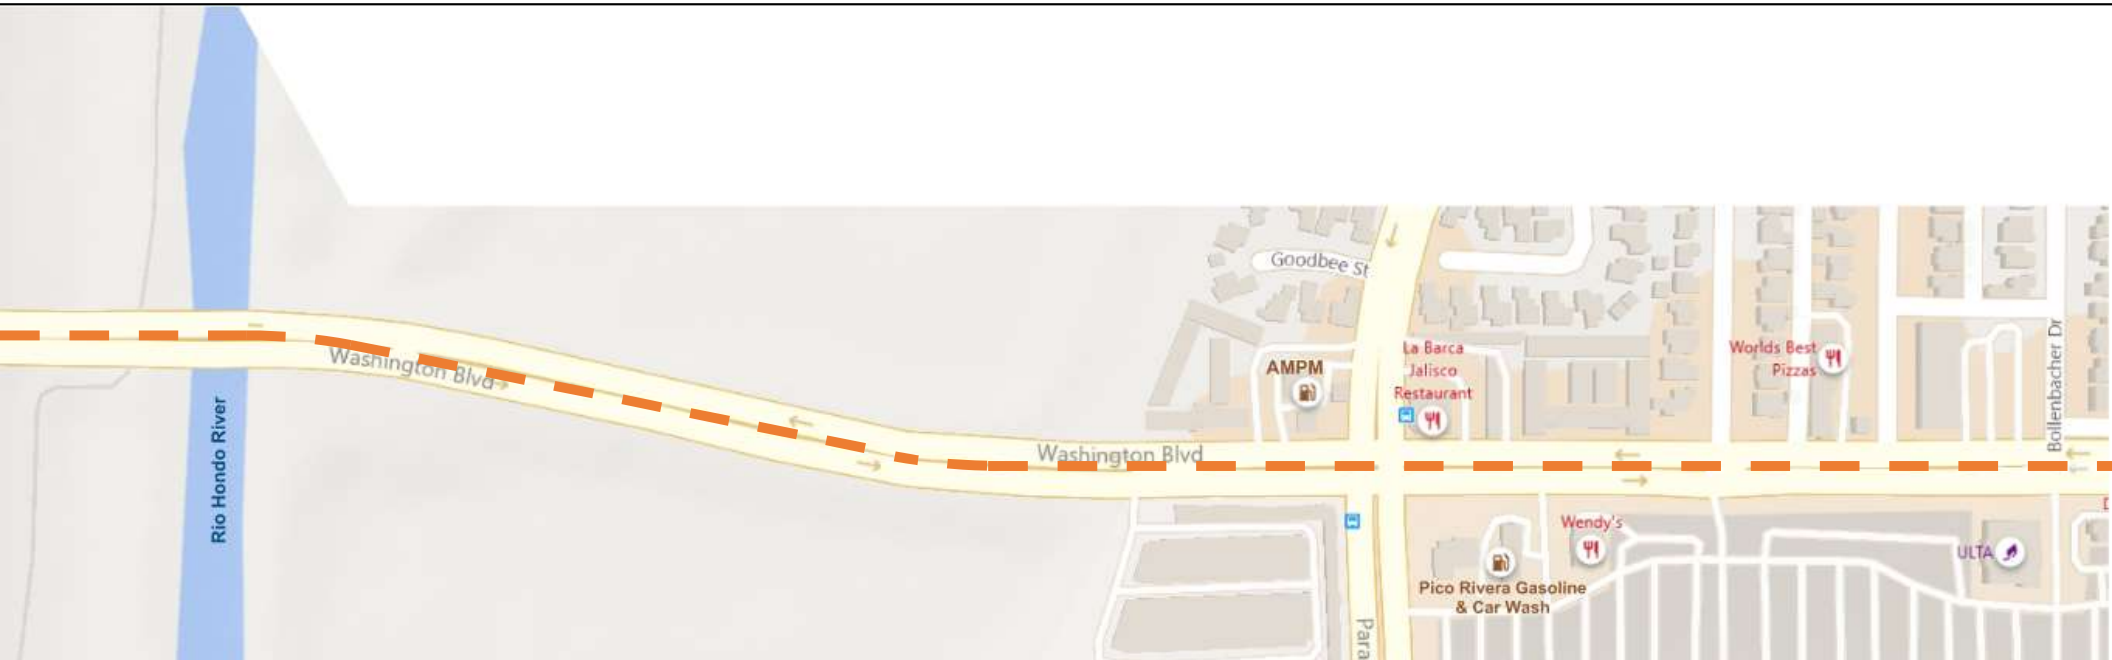 Goodbee St
Washington Blvd
Rio Hondo River
Washington Blvd
AMPM
La Barca
Jalisco
Restaurant
Worlds Best
Pizzas
Bollenbacher Dr
Wendy's
Pico Rivera Gasoline
& Car Wash
ULTA
Para
D